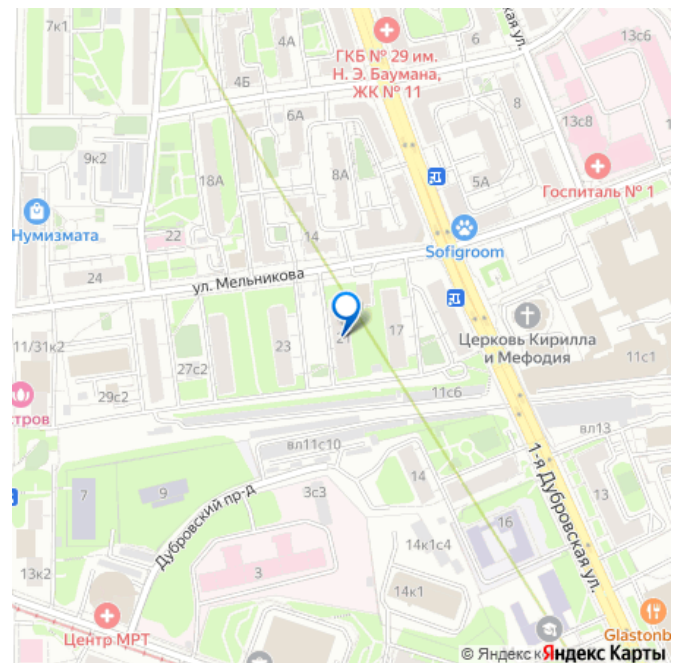 7к1
4А
6
13с6
ГКБ № 29 им.
Н. Э. Баумана,
ЖК № 11
4Б
8
6А
13с8
9к2
18А
8А
5А
Госпиталь № 1
Нумизмата
22
14
Sofigroom
24
ул. Мельникова
11/31к2
23
21
17
Церковь Кирилла
и Мефодия
27с2
11с1
29с2
11с6
тров
вл11с10
вл13
7
9
3с3
14
1-я Дубровская ул.
13
Дубровский пр-д
16
14к1с4
13к2
3
14к1
Центр МРТ
Glastonb
© Яндекс к
Яндекс Карты